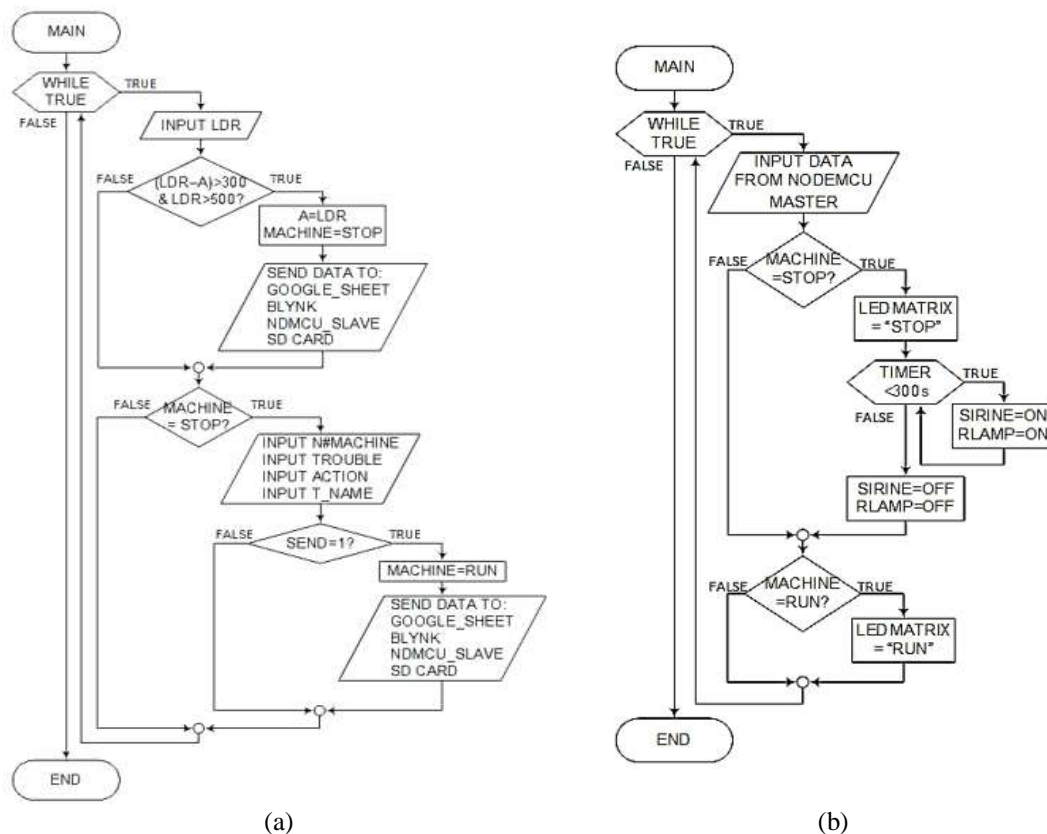 MAIN
WHILE
TRUE
TRUE
FALSE
INPUT LDR
FALSE
(LDR–A)>300
& LDR>500?
TRUE
A=LDR
MACHINE=STOP
SEND DATA TO:
GOOGLE_SHEET
BLYNK
NDMCU_SLAVE
SD CARD
FALSE
MACHINE
= STOP?
TRUE
INPUT N#MACHINE
INPUT TROUBLE
INPUT ACTION
INPUT T_NAME
FALSE
SEND=1?
TRUE
MACHINE=RUN
SEND DATA TO:
GOOGLE_SHEET
BLYNK
NDMCU_SLAVE
SD CARD
END
(a)
MAIN
WHILE
TRUE
TRUE
FALSE
INPUT DATA
FROM NODEMCU
MASTER
FALSE
MACHINE
=STOP?
TRUE
LED MATRIX
= “STOP”
TIMER
<300s
TRUE
FALSE
SIRINE=ON
RLAMP=ON
SIRINE=OFF
RLAMP=OFF
FALSE
MACHINE
=RUN?
TRUE
LED MATRIX
= “RUN”
END
(b)